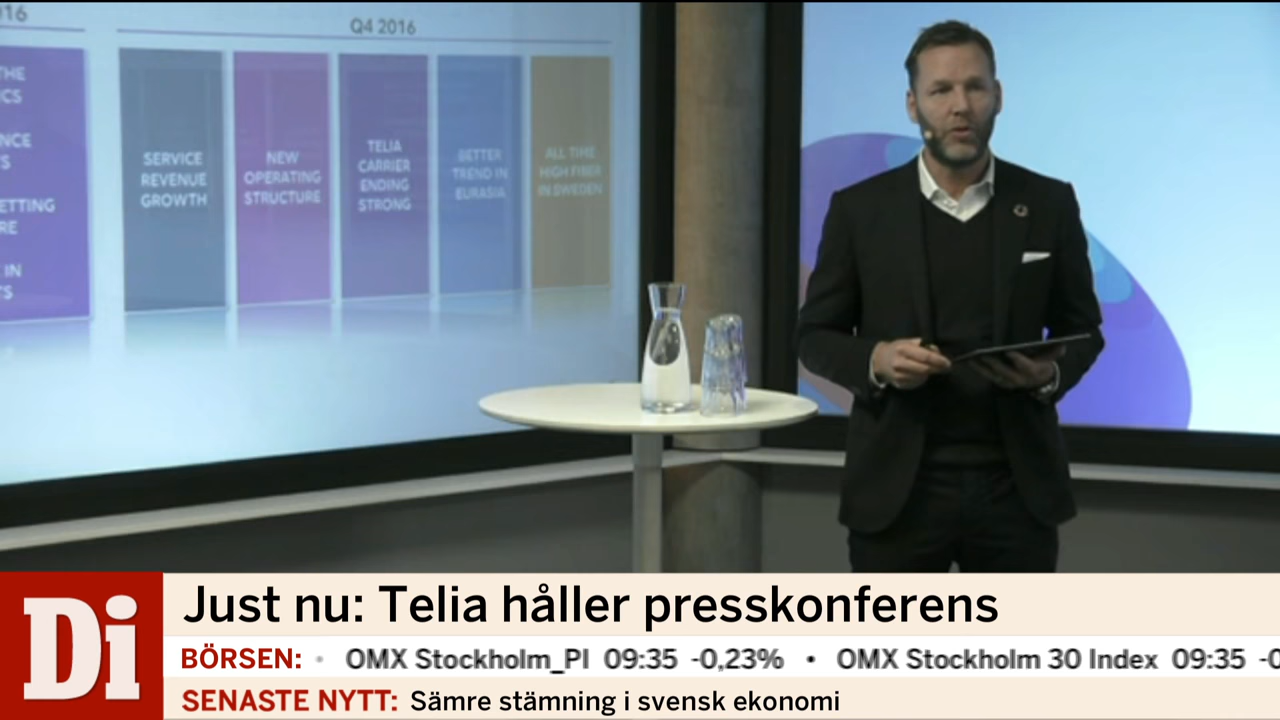 Q4 2016
SERVICE
REVENUE
GROWTH
NEW
OPERATING
STRUCTURE
TELIA
CARRIER
ENDING
STRONG
BETTER
TREND IN
EURASIA
ALL TIME
HIGH FIBER
IN SWEDEN
Di
Just nu: Telia håller presskonferens
BÖRSEN: • OMX Stockholm_PI 09:35 -0,23% • OMX Stockholm 30 Index 09:35
SENASTE NYTT: Sämre stämning i svensk ekonomi